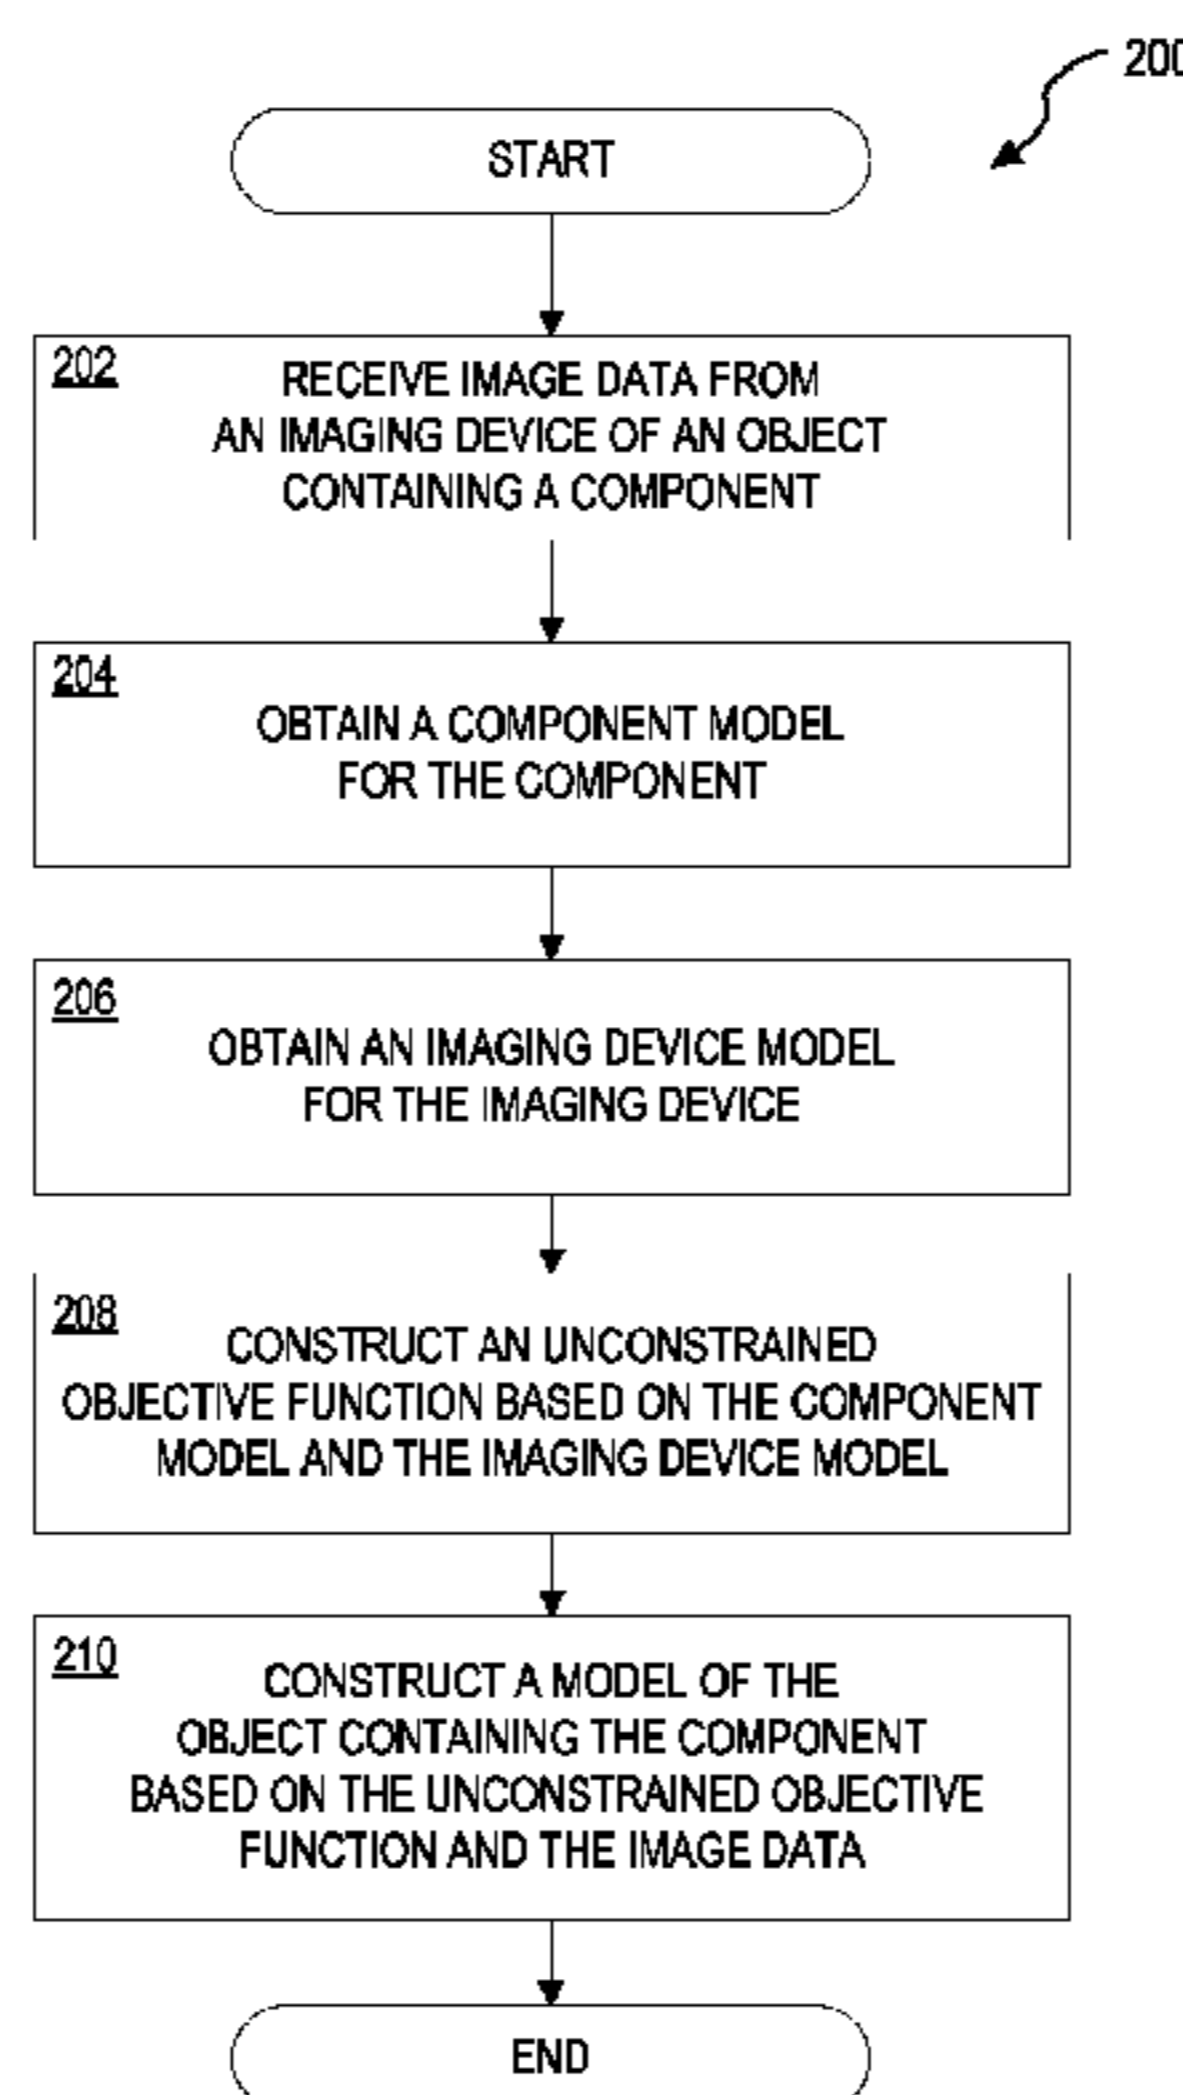 200
START
202
RECEIVE IMAGE DATA FROM
AN IMAGING DEVICE OF AN OBJECT
CONTAINING A COMPONENT
204
OBTAIN A COMPONENT MODEL
FOR THE COMPONENT
206
OBTAIN AN IMAGING DEVICE MODEL
FOR THE IMAGING DEVICE
208
CONSTRUCT AN UNCONSTRAINED
OBJECTIVE FUNCTION BASED ON THE COMPONENT
MODEL AND THE IMAGING DEVICE MODEL
210
CONSTRUCT A MODEL OF THE
OBJECT CONTAINING THE COMPONENT
BASED ON THE UNCONSTRAINED OBJECTIVE
FUNCTION AND THE IMAGE DATA
END